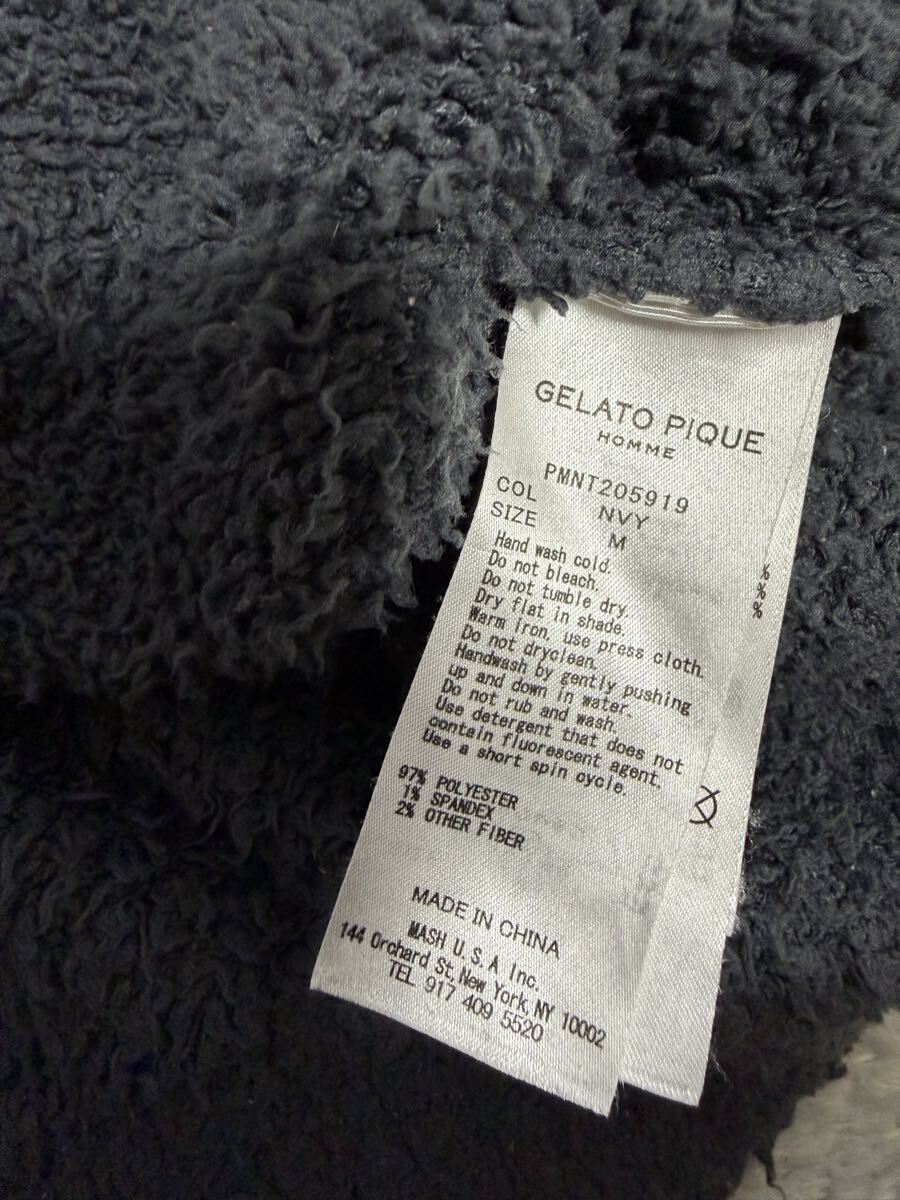 GELATO PIQUE
HOMME
PMNT205919
COL NVY
SIZE M
Hand wash cold.
Do not bleach.
Do not tumble dry.
Dry flat in shade.
Warm iron, use press cloth.
Do not dryclean.
Handwash by gently pushing
up and down in water.
Do not rub and wash.
Use detergent that does not
contain fluorescent agent.
Use a short spin cycle.
97% POLYESTER
1% SPANDEX
2% OTHER FIBER
MADE IN CHINA
MASH U.S.A Inc.
144 Orchard St, New York, NY 10002
TEL 917 409 5520
%
%
%